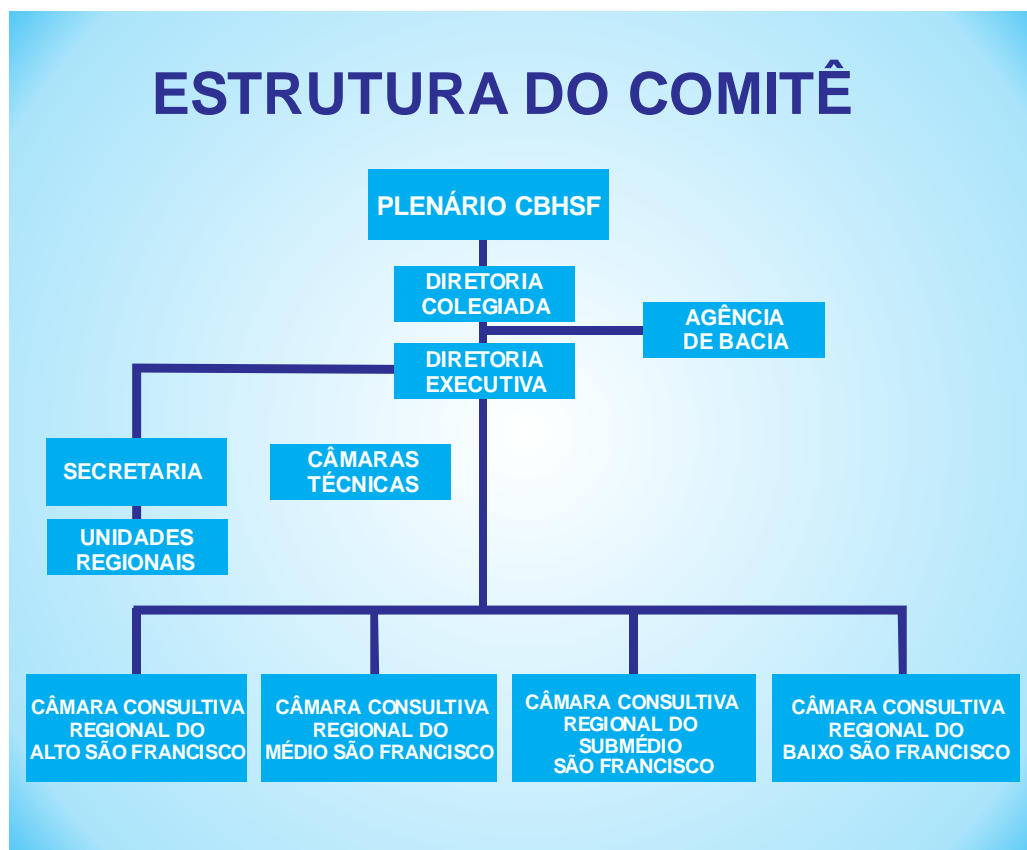 ESTRUTURA DO COMITÊ
PLENÁRIO CBHSF
DIRETORIA
COLEGIADA
AGÊNCIA
DE BACIA
DIRETORIA
EXECUTIVA
SECRETARIA
CÂMARAS
TÉCNICAS
UNIDADES
REGIONAIS
CÂMARA CONSULTIVA
REGIONAL DO
ALTO SÃO FRANCISCO
CÂMARA CONSULTIVA
REGIONAL DO
MÉDIO SÃO FRANCISCO
CÂMARA CONSULTIVA
REGIONAL DO
SUBMÉDIO
SÃO FRANCISCO
CÂMARA CONSULTIVA
REGIONAL DO
BAIXO SÃO FRANCISCO